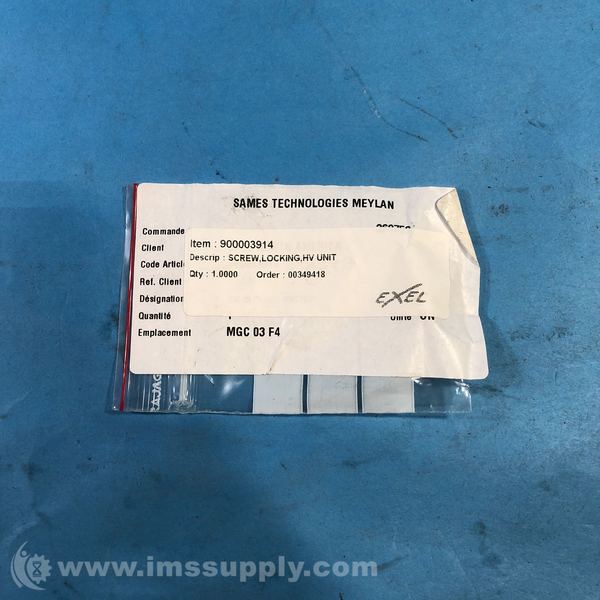 SAMES TECHNOLOGIES MEYLAN
Commande
Client
Code Articl
Ref. Client
Désignation
Quantité
Emplacement MGC 03 F4
Item : 900003914
Descrip : SCREW,LOCKING,HV UNIT
Qty : 1.0000 Order : 00349418
EXEL
www.imssupply.com